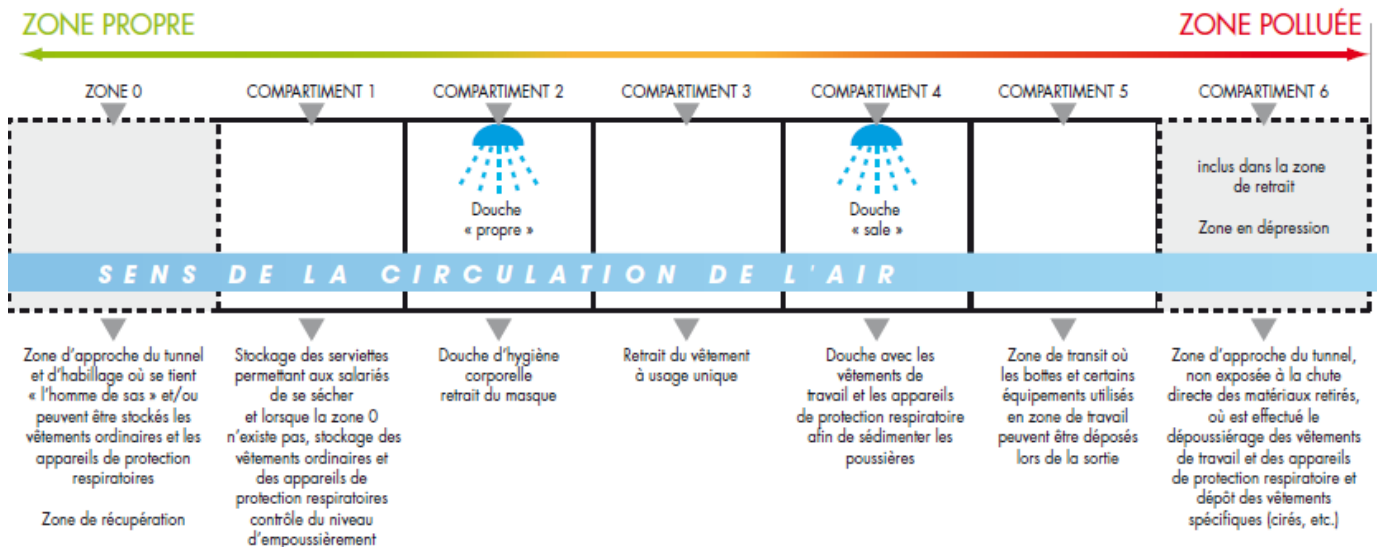 ZONE PROPRE
ZONE POLLUÉE
ZONE 0
COMPARTIMENT 1
COMPARTIMENT 2
COMPARTIMENT 3
COMPARTIMENT 4
COMPARTIMENT 5
COMPARTIMENT 6
Douche
« propre »
Douche
« sale »
inclus dans la zone
de retrait
Zone en dépression
SENS DE LA CIRCULATION DE L'AIR
Zone d'approche du tunnel
et d'habillage où se tient
« l'homme de sas » et/ou
peuvent être stockés les
vêtements ordinaires et les
appareils de protection
respiratoires
Zone de récupération
Stockage des serviettes
permettant aux salariés
de se sécher
et lorsque la zone 0
n'existe pas, stockage des
vêtements ordinaires et
des appareils de
protection respiratoires
contrôle du niveau
d'empoussièrement
Douche d'hygiène
corporelle
retrait du masque
Retrait du vêtement
à usage unique
Douche avec les
vêtements de
travail et les appareils
de protection respiratoire
afin de sédimenter les
poussières
Zone de transit où
les bottes et certains
équipements utilisés
en zone de travail
peuvent être déposés
lors de la sortie
Zone d'approche du tunnel,
non exposée à la chute
directe des matériaux retirés,
où est effectué le
dépoussiérage des vêtements
de travail et des appareils
de protection respiratoire et
dépôt des vêtements
spécifiques (cirés, etc.)